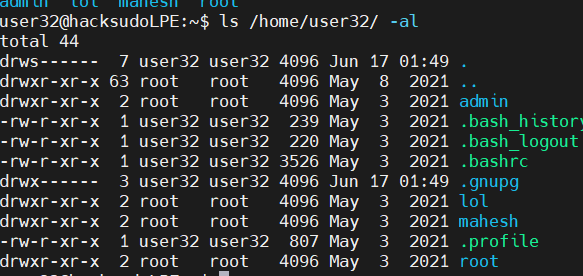 admin  lol  mahesh  root
user32@hacksudoLPE:~$ ls /home/user32/ -al
total 44
drws------  7 user32 user32 4096 Jun 17 01:49 .
drwxr-xr-x 63 root   root   4096 May  8  2021 ..
drwxr-xr-x  2 root   root   4096 May  3  2021 admin
-rw-r-xr-x  1 user32 user32  239 May  3  2021 .bash_history
-rw-r-xr-x  1 user32 user32  220 May  3  2021 .bash_logout
-rw-r-xr-x  1 user32 user32 3526 May  3  2021 .bashrc
drwx------  3 user32 user32 4096 Jun 17 01:49 .gnupg
drwxr-xr-x  2 root   root   4096 May  3  2021 lol
drwxr-xr-x  2 root   root   4096 May  3  2021 mahesh
-rw-r-xr-x  1 user32 user32  807 May  3  2021 .profile
drwxr-xr-x  2 root   root   4096 May  3  2021 root